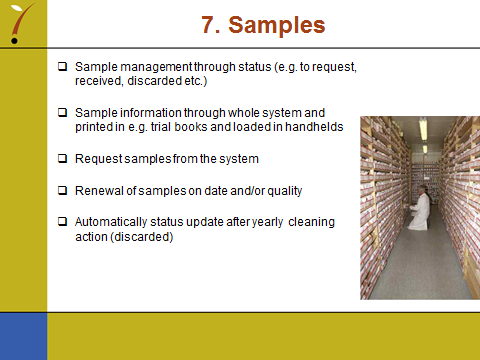 7. Samples
❑ Sample management through status (e.g. to request,
received, discarded etc.)
❑ Sample information through whole system and
printed in e.g. trial books and loaded in handhelds
❑ Request samples from the system
❑ Renewal of samples on date and/or quality
❑ Automatically status update after yearly cleaning
action (discarded)